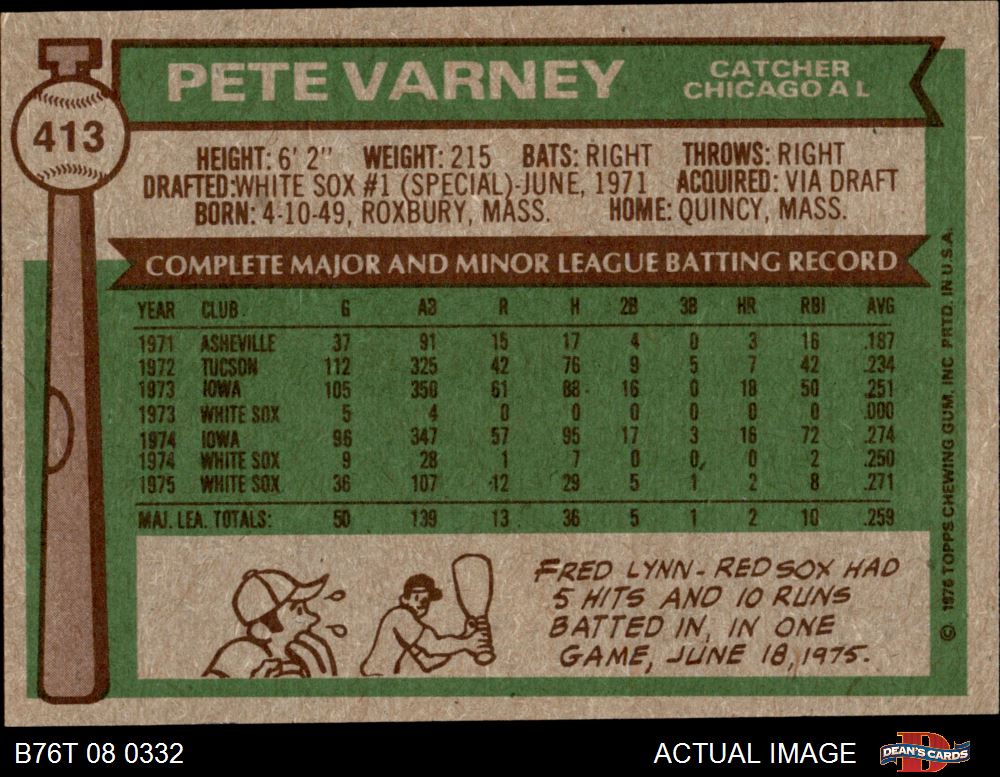 413
PETE VARNEY
CATCHER
CHICAGO A L
HEIGHT: 6' 2" WEIGHT: 215 BATS: RIGHT THROWS: RIGHT
DRAFTED:WHITE SOX #1 (SPECIAL)-JUNE, 1971 ACQUIRED: VIA DRAFT
BORN: 4-10-49, ROXBURY, MASS. HOME: QUINCY, MASS.
COMPLETE MAJOR AND MINOR LEAGUE BATTING RECORD
YEAR CLUB G AB R H 2B 3B HR RBI AVG
1971 ASHEVILLE 37 91 15 17 4 0 3 16 .187
1972 TUCSON 112 325 42 76 9 5 7 42 .234
1973 IOWA 105 350 61 88 16 0 18 50 .251
1973 WHITE SOX 5 4 0 0 0 0 0 0 .000
1974 IOWA 96 347 57 95 17 3 16 72 .274
1974 WHITE SOX 9 28 1 7 0 0 0 2 .250
1975 WHITE SOX 36 107 12 29 5 1 2 8 .271
MAJ. LEA. TOTALS: 50 139 13 36 5 1 2 10 .259
FRED LYNN - RED SOX HAD
5 HITS AND 10 RUNS
BATTED IN, IN ONE
GAME, JUNE 18, 1975.
© 1976 TOPPS CHEWING GUM, INC. PRTD. IN U.S.A.
B76T 08 0332
ACTUAL IMAGE
DEAN'S CARDS